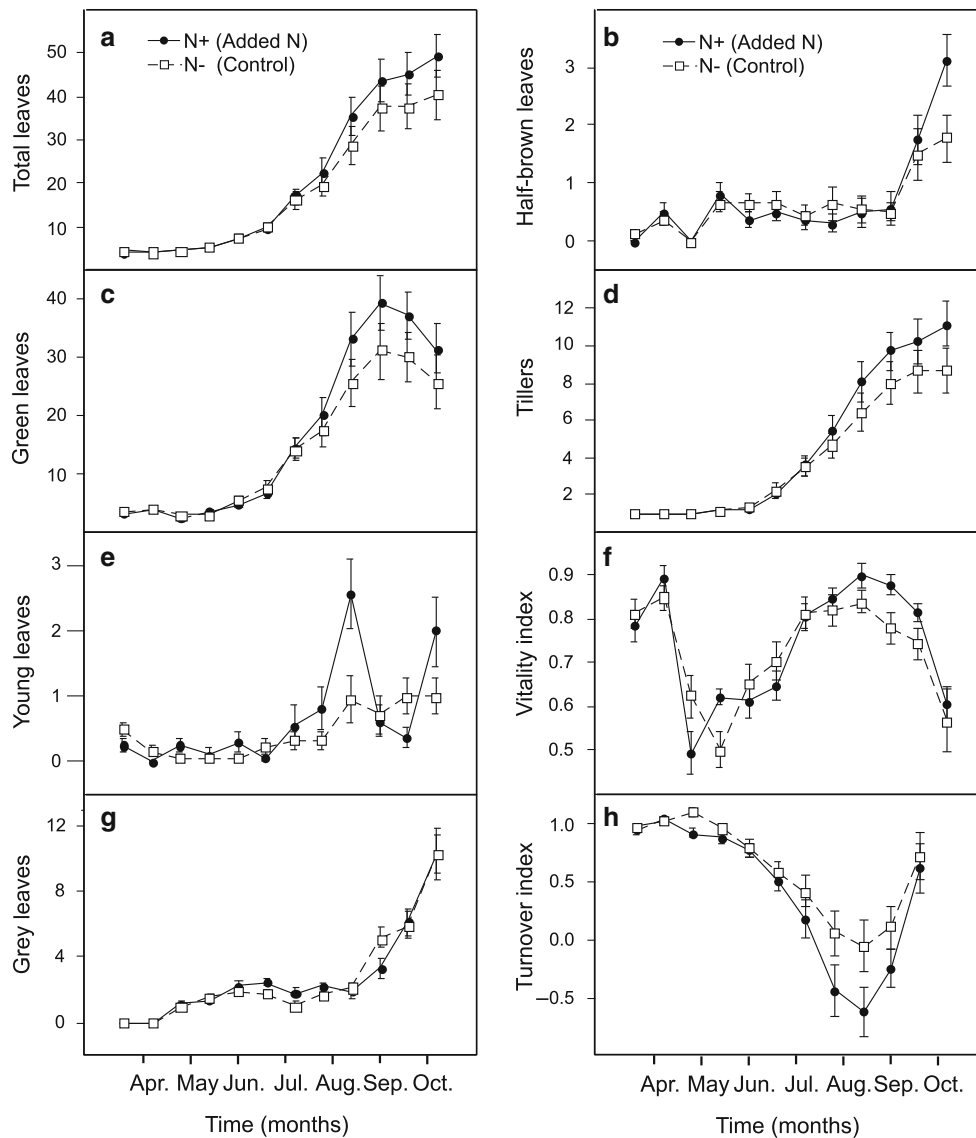 a
N+ (Added N)
N- (Control)
Total leaves
50
40
30
20
10
b
N+ (Added N)
N- (Control)
Half-brown leaves
3
2
1
0
c
Green leaves
40
30
20
10
d
Tillers
12
10
8
6
4
2
e
Young leaves
3
2
1
0
f
Vitality index
0.9
0.8
0.7
0.6
0.5
g
Grey leaves
12
8
4
0
h
Turnover index
1.0
0.5
0.0
–0.5
Apr. May Jun. Jul. Aug. Sep. Oct.
Time (months)
Apr. May Jun. Jul. Aug. Sep. Oct.
Time (months)